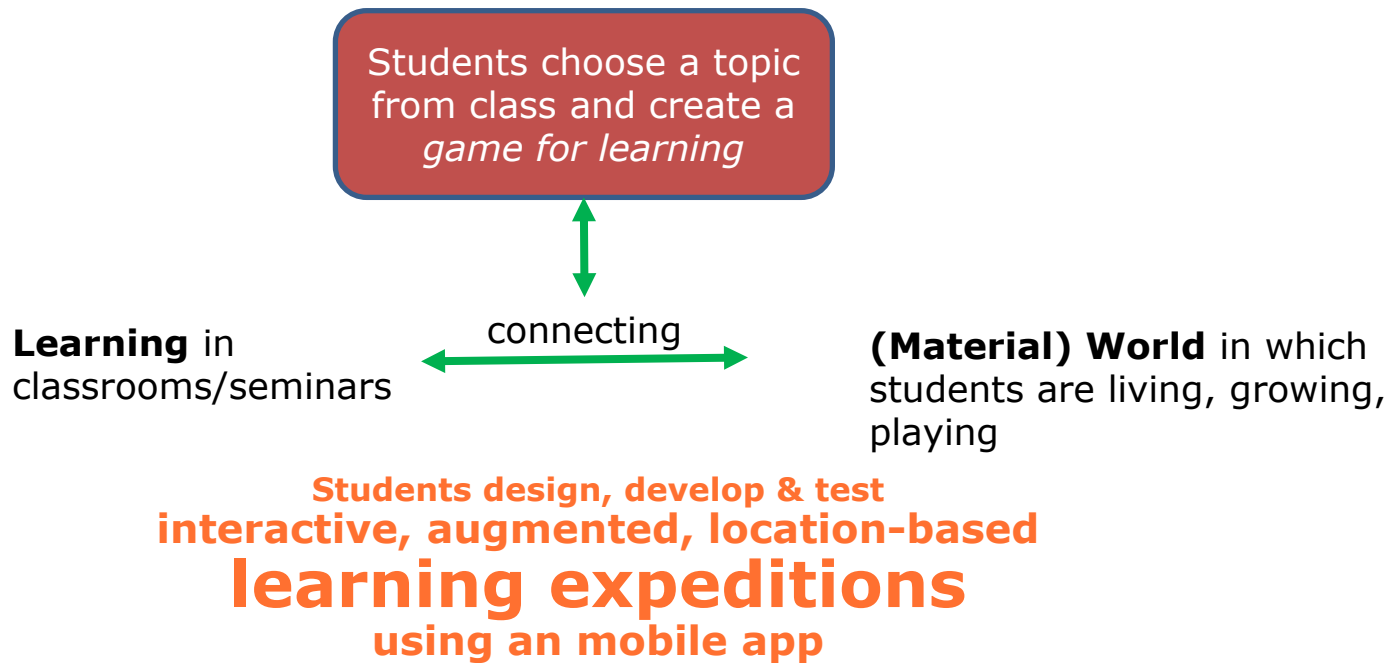 Students choose a topic
from class and create a
game for learning
connecting
Learning in
classrooms/seminars
(Material) World in which
students are living, growing,
playing
Students design, develop & test
interactive, augmented, location-based
learning expeditions
using an mobile app